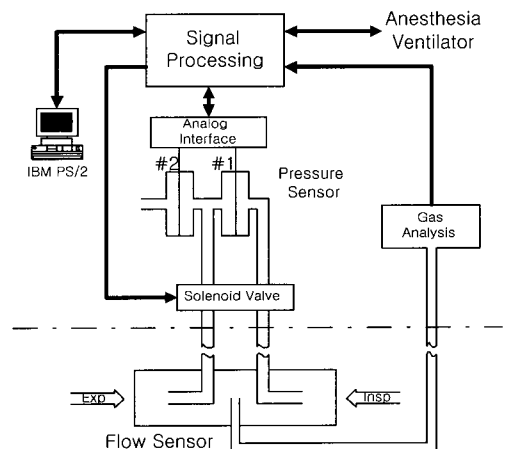 Signal
Processing
Anesthesia
Ventilator
IBM PS/2
Analog
Interface
#2
#1
Pressure
Sensor
Gas
Analysis
Solenoid Valve
Exp
Insp
Flow Sensor